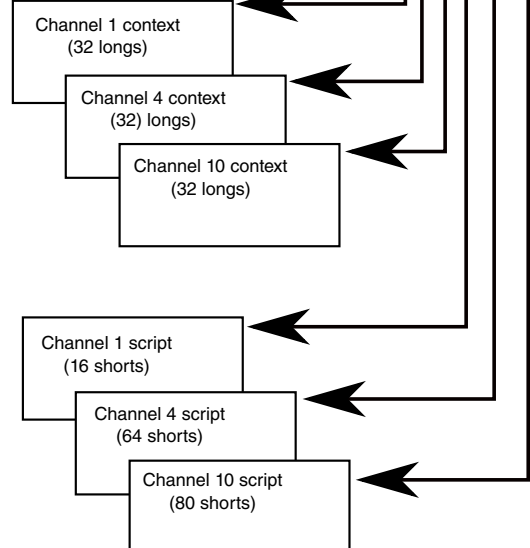 Channel 1 context
(32 longs)
Channel 4 context
(32) longs)
Channel 10 context
(32 longs)
Channel 1 script
(16 shorts)
Channel 4 script
(64 shorts)
Channel 10 script
(80 shorts)